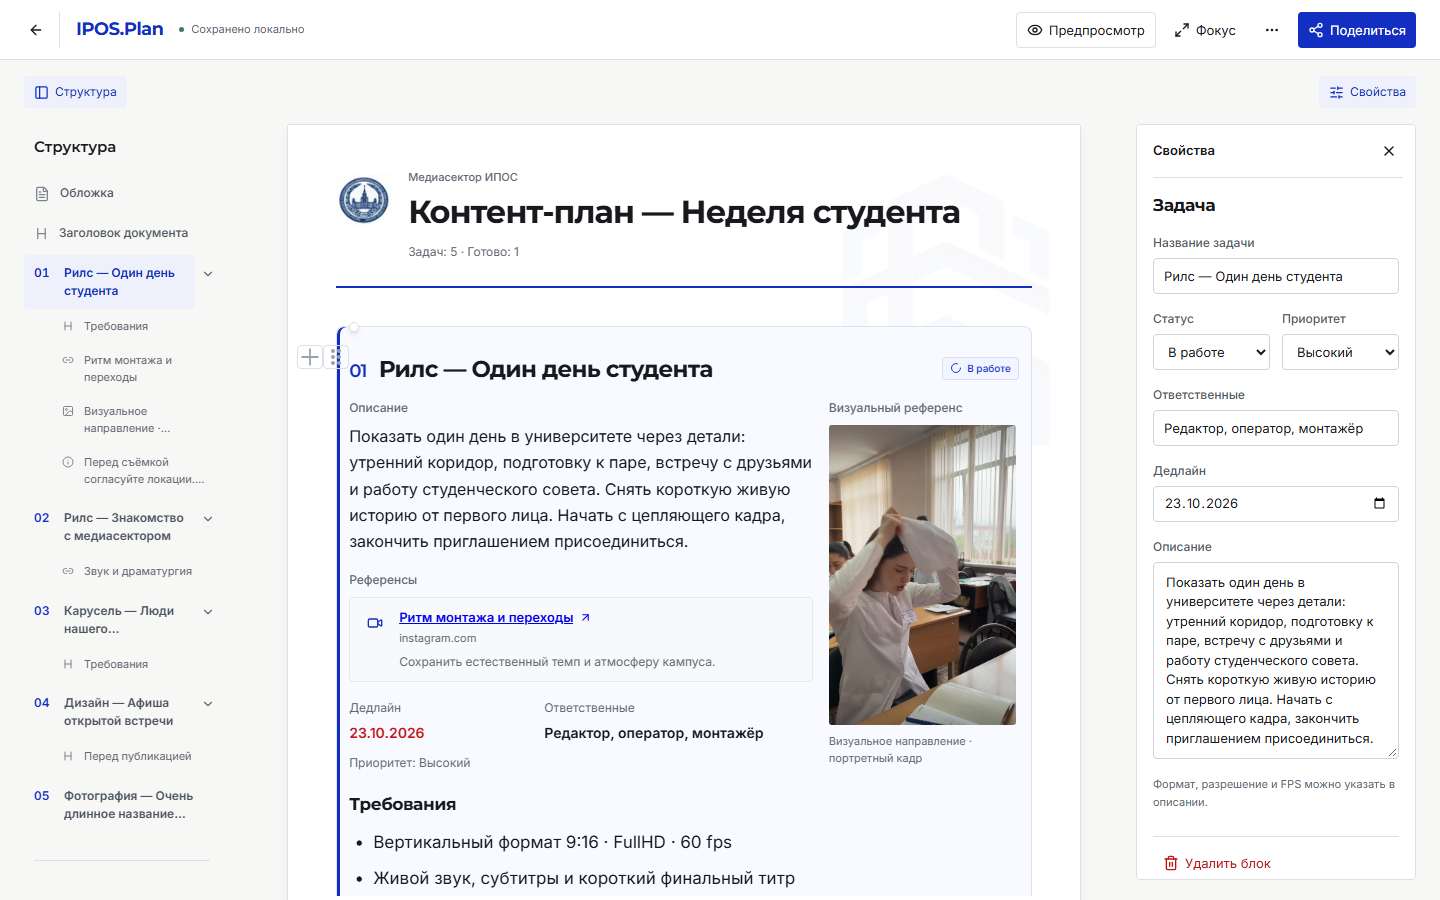 IPOS.Plan
Сохранено локально
Предпросмотр
Фокус
Поделиться
Структура
Свойства
Структура
Обложка
Заголовок документа
01 Рилс — Один день
студента
Требования
Ритм монтажа и
переходы
Визуальное
направление ·...
Перед съёмкой
согласуйте локации....
02 Рилс — Знакомство
с медиасектором
Звук и драматургия
03 Карусель — Люди
нашего...
Требования
04 Дизайн — Афиша
открытой встречи
Перед публикацией
05 Фотография — Очень
длинное название...
Медиасектор ИПОС
Контент-план — Неделя студента
Задач: 5 · Готово: 1
01 Рилс — Один день студента
В работе
Описание
Показать один день в университете через детали:
утренний коридор, подготовку к паре, встречу с друзьями
и работу студенческого совета. Снять короткую живую
историю от первого лица. Начать с цепляющего кадра,
закончить приглашением присоединиться.
Референсы
Ритм монтажа и переходы
instagram.com
Сохранить естественный темп и атмосферу кампуса.
Дедлайн
23.10.2026
Ответственные
Редактор, оператор, монтажёр
Приоритет: Высокий
Визуальный референс
Визуальное направление ·
портретный кадр
Требования
• Вертикальный формат 9:16 · FullHD · 60 fps
• Живой звук, субтитры и короткий финальный титр
Свойства
Задача
Название задачи
Рилс — Один день студента
Статус
В работе
Приоритет
Высокий
Ответственные
Редактор, оператор, монтажёр
Дедлайн
23.10.2026
Описание
Показать один день в
университете через детали:
утренний коридор, подготовку к
паре, встречу с друзьями и
работу студенческого совета.
Снять короткую живую историю
от первого лица. Начать с
цепляющего кадра, закончить
приглашением присоединиться.
Формат, разрешение и FPS можно указать в
описании.
Удалить блок